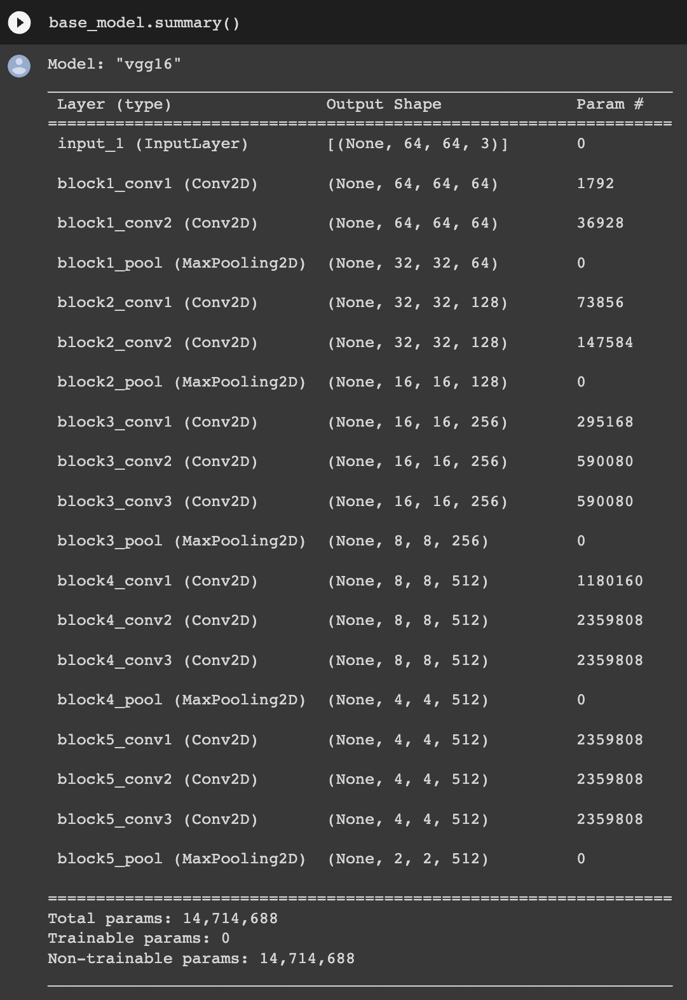 base_model.summary()
Model: "vgg16"
Layer (type) Output Shape Param #
=================================================================
input_1 (InputLayer) [(None, 64, 64, 3)] 0
block1_conv1 (Conv2D) (None, 64, 64, 64) 1792
block1_conv2 (Conv2D) (None, 64, 64, 64) 36928
block1_pool (MaxPooling2D) (None, 32, 32, 64) 0
block2_conv1 (Conv2D) (None, 32, 32, 128) 73856
block2_conv2 (Conv2D) (None, 32, 32, 128) 147584
block2_pool (MaxPooling2D) (None, 16, 16, 128) 0
block3_conv1 (Conv2D) (None, 16, 16, 256) 295168
block3_conv2 (Conv2D) (None, 16, 16, 256) 590080
block3_conv3 (Conv2D) (None, 16, 16, 256) 590080
block3_pool (MaxPooling2D) (None, 8, 8, 256) 0
block4_conv1 (Conv2D) (None, 8, 8, 512) 1180160
block4_conv2 (Conv2D) (None, 8, 8, 512) 2359808
block4_conv3 (Conv2D) (None, 8, 8, 512) 2359808
block4_pool (MaxPooling2D) (None, 4, 4, 512) 0
block5_conv1 (Conv2D) (None, 4, 4, 512) 2359808
block5_conv2 (Conv2D) (None, 4, 4, 512) 2359808
block5_conv3 (Conv2D) (None, 4, 4, 512) 2359808
block5_pool (MaxPooling2D) (None, 2, 2, 512) 0
=================================================================
Total params: 14,714,688
Trainable params: 0
Non-trainable params: 14,714,688